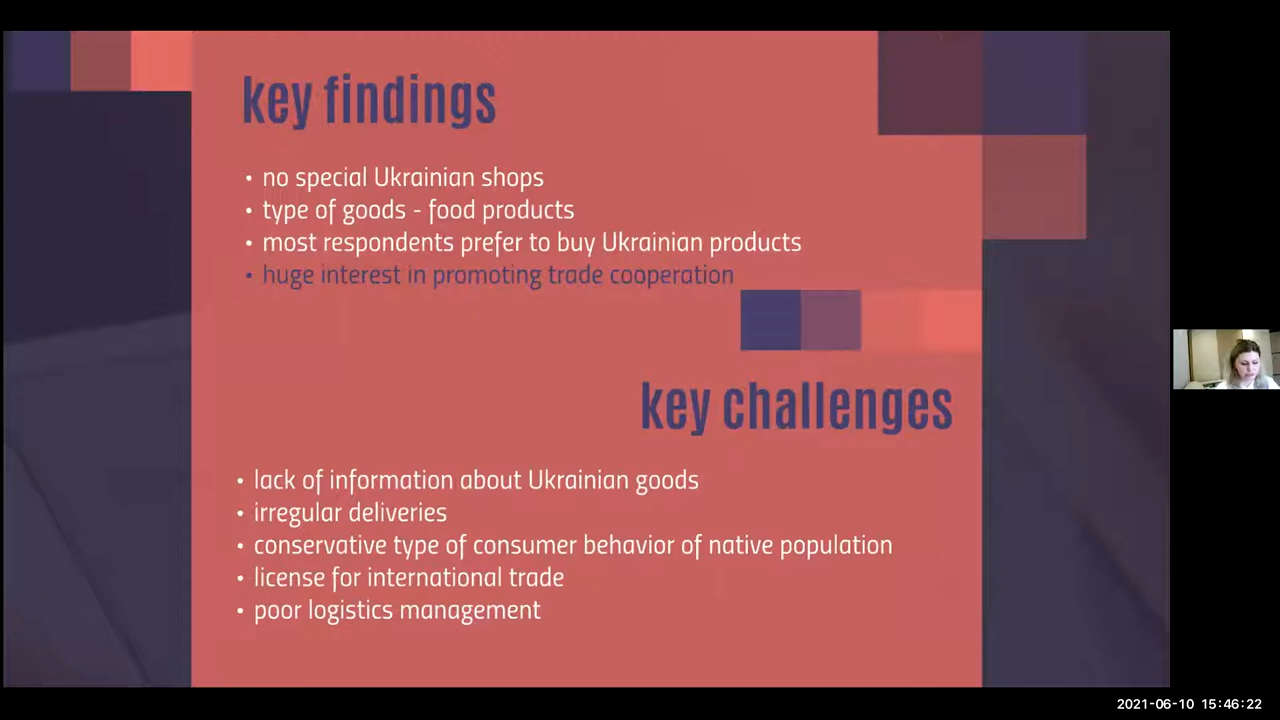 key findings
• no special Ukrainian shops
• type of goods - food products
• most respondents prefer to buy Ukrainian products
• huge interest in promoting trade cooperation
key challenges
• lack of information about Ukrainian goods
• irregular deliveries
• conservative type of consumer behavior of native population
• license for international trade
• poor logistics management
2021-06-10 15:46:22